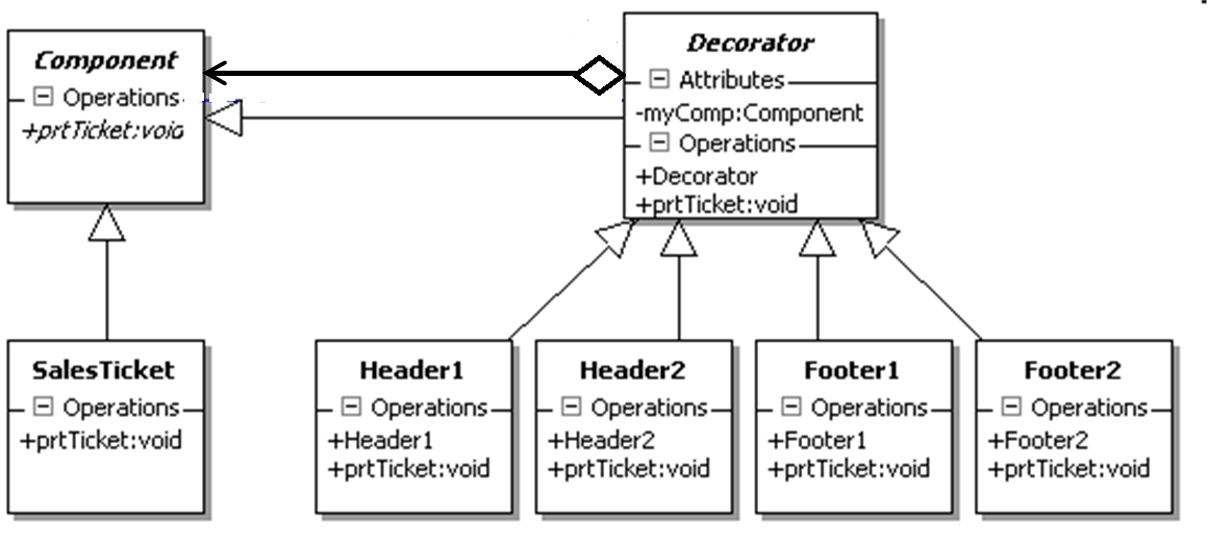 Component
Operations
+prtTicket:void
Decorator
Attributes
-myComp:Component
Operations
+Decorator
+prtTicket:void
SalesTicket
Operations
+prtTicket:void
Header1
Operations
+Header1
+prtTicket:void
Header2
Operations
+Header2
+prtTicket:void
Footer1
Operations
+Footer1
+prtTicket:void
Footer2
Operations
+Footer2
+prtTicket:void